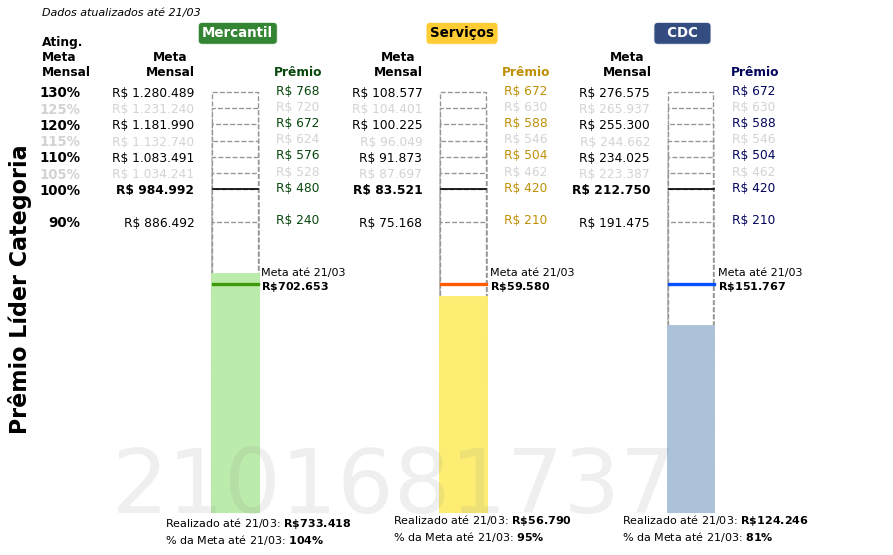 Dados atualizados até 21/03
Mercantil Serviços CDC
Ating.
Meta Meta Meta Meta
Mensal Mensal Prêmio Mensal Prêmio Mensal Prêmio
130% R$ 1.280.489 R$ 768 R$ 108.577 R$ 672 R$ 276.575 R$ 672
125% R$ 1.231.240 R$ 720 R$ 104.401 R$ 630 R$ 265.937 R$ 630
120% R$ 1.181.990 R$ 672 R$ 100.225 R$ 588 R$ 255.300 R$ 588
115% R$ 1.132.740 R$ 624 R$ 96.049 R$ 546 R$ 244.662 R$ 546
110% R$ 1.083.491 R$ 576 R$ 91.873 R$ 504 R$ 234.025 R$ 504
105% R$ 1.034.241 R$ 528 R$ 87.697 R$ 462 R$ 223.387 R$ 462
100% R$ 984.992 R$ 480 R$ 83.521 R$ 420 R$ 212.750 R$ 420
90% R$ 886.492 R$ 240 R$ 75.168 R$ 210 R$ 191.475 R$ 210
Meta até 21/03 Meta até 21/03 Meta até 21/03
R$702.653 R$59.580 R$151.767
Prêmio Líder Categoria
2101681737
Realizado até 21/03: R$733.418 Realizado até 21/03: R$56.790 Realizado até 21/03: R$124.246
% da Meta até 21/03: 104% % da Meta até 21/03: 95% % da Meta até 21/03: 81%